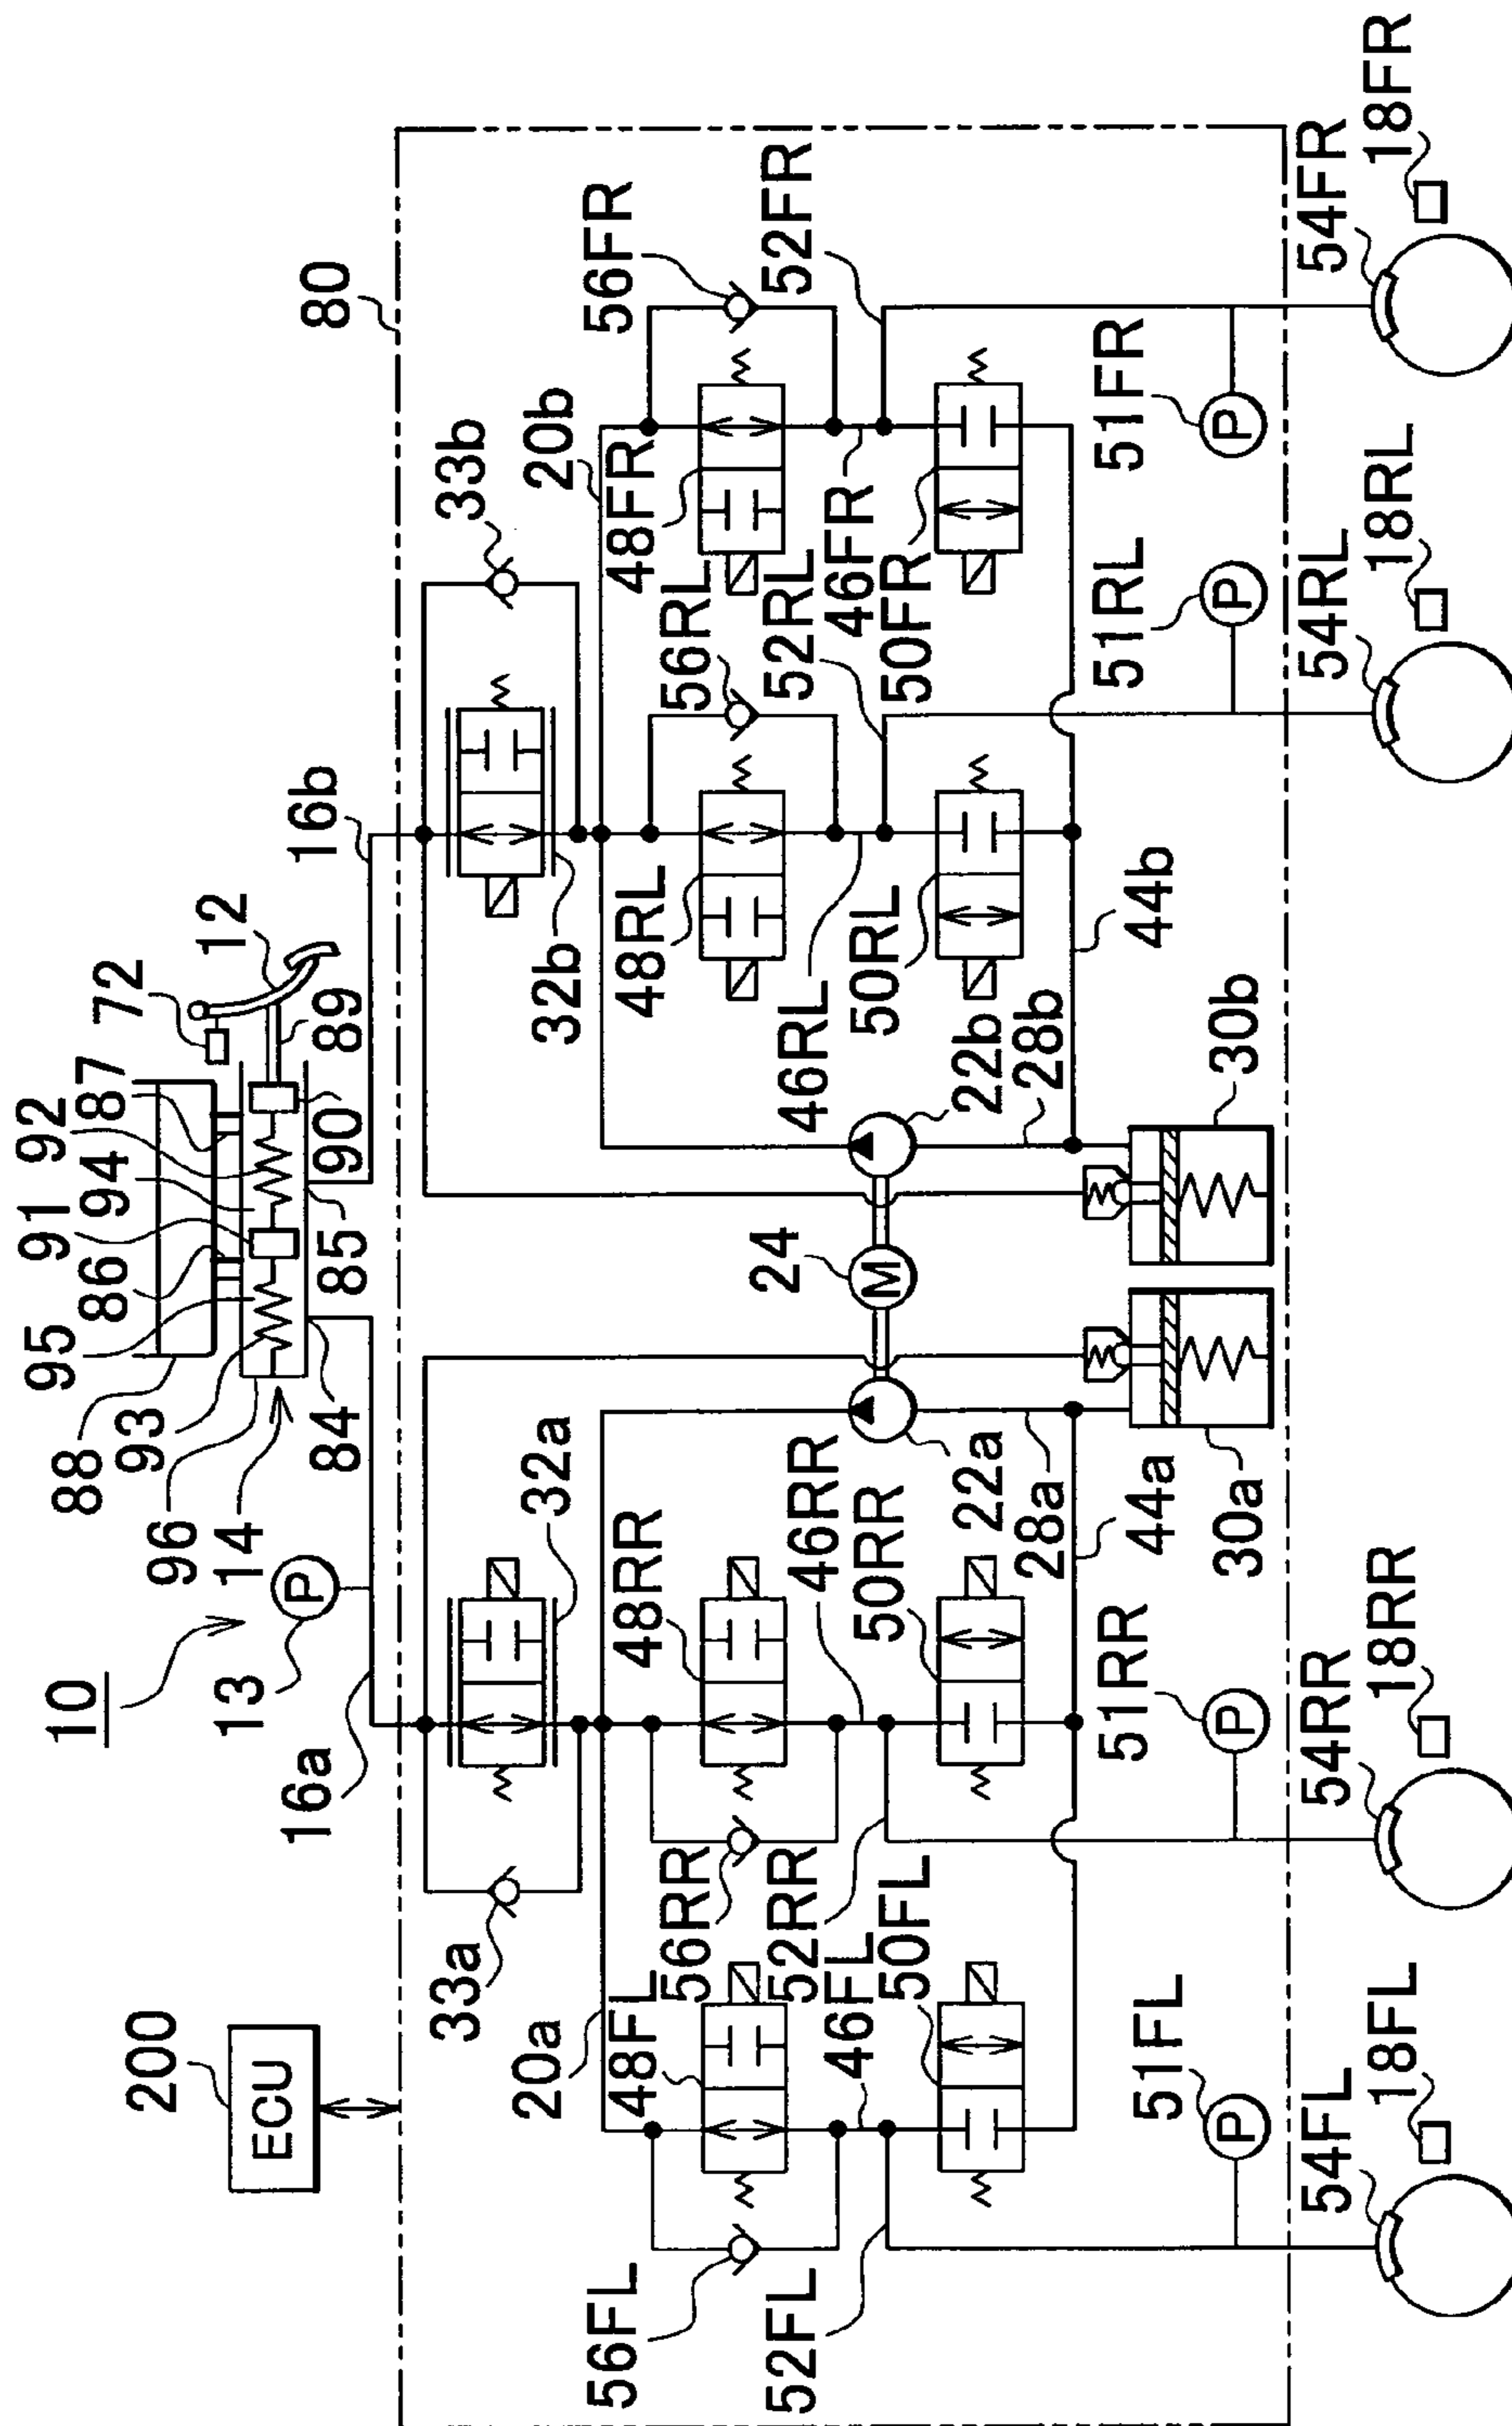 10
13
P
14
96
88
93
95
86
91
94
92
87
72
12
89
90
85
84
16a
16b
200
ECU
80
33a
32a
32b
33b
20a
20b
48FL
48RR
48RL
48FR
56FL
56RR
56RL
56FR
52FL
52RR
52RL
52FR
46FL
46RR
46RL
46FR
50FL
50RR
50RL
50FR
22a
24
M
22b
28a
28b
44a
44b
30a
30b
51FL
P
51RR
P
51RL
P
51FR
P
54FL
18FL
54RR
18RR
54RL
18RL
54FR
18FR